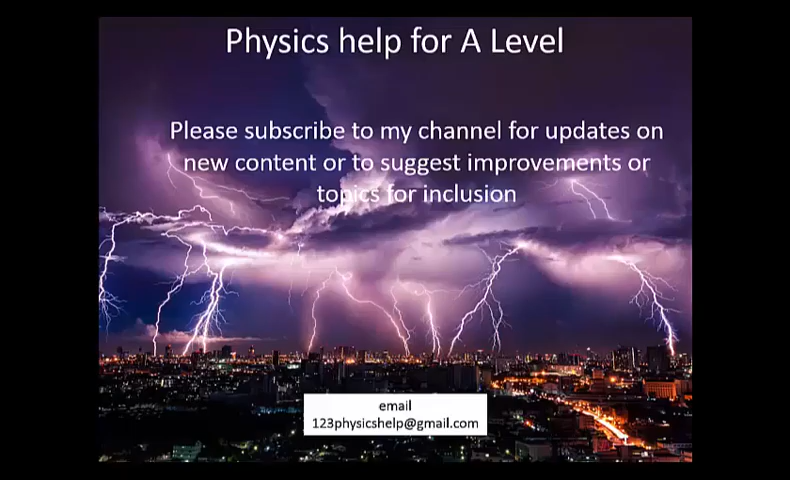 Physics help for A Level
Please subscribe to my channel for updates on
new content or to suggest improvements or
topics for inclusion
email
123physicshelp@gmail.com